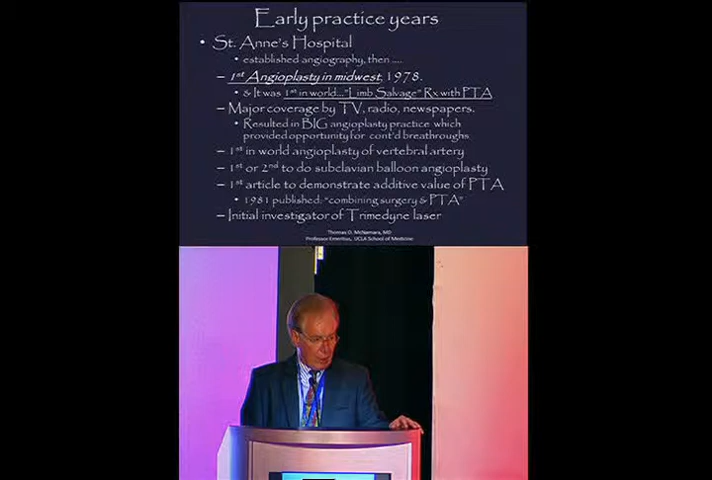 Early practice years
• St. Anne's Hospital
• established angiography, then ....
– 1st Angioplasty in midwest, 1978.
• & It was 1st in world..."Limb Salvage" Rx with PTA
– Major coverage by TV, radio, newspapers.
• Resulted in BIG angioplasty practice which
provided opportunity for cont'd breathroughs.
– 1st in world angioplasty of vertebral artery
– 1st or 2nd to do subclavian balloon angioplasty
– 1st article to demonstrate additive value of PTA
• 1981 published: "combining surgery & PTA"
– Initial investigator of Trimedyne laser
Thomas O. McNamara, MD
Professor Emeritus, UCLA School of Medicine